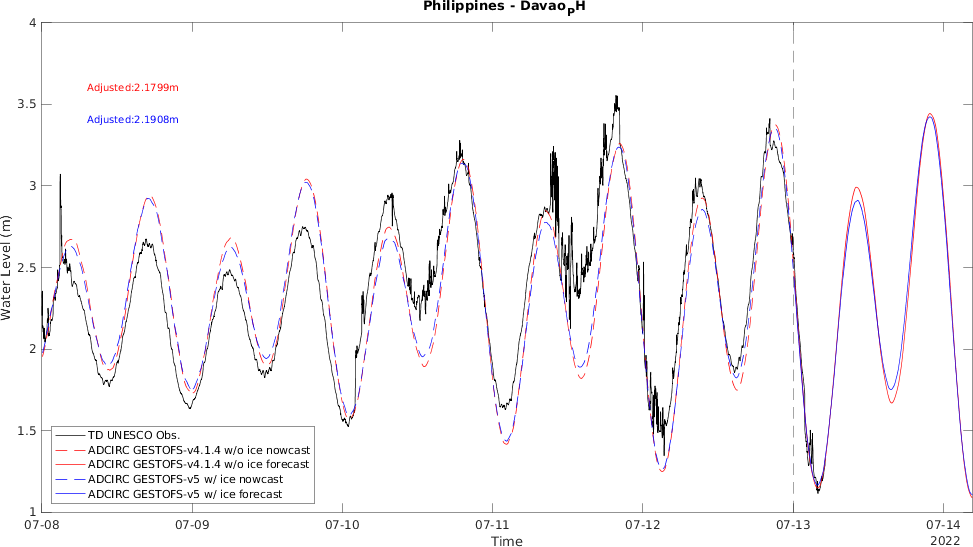 Philippines - DavaopH
4
3.5
3
2.5
2
1.5
1
Water Level (m)
Adjusted:2.1799m
Adjusted:2.1908m
TD UNESCO Obs.
ADCIRC GESTOFS-v4.1.4 w/o ice nowcast
ADCIRC GESTOFS-v4.1.4 w/o ice forecast
ADCIRC GESTOFS-v5 w/ ice nowcast
ADCIRC GESTOFS-v5 w/ ice forecast
07-08 07-09 07-10 07-11 07-12 07-13 07-14
Time 2022